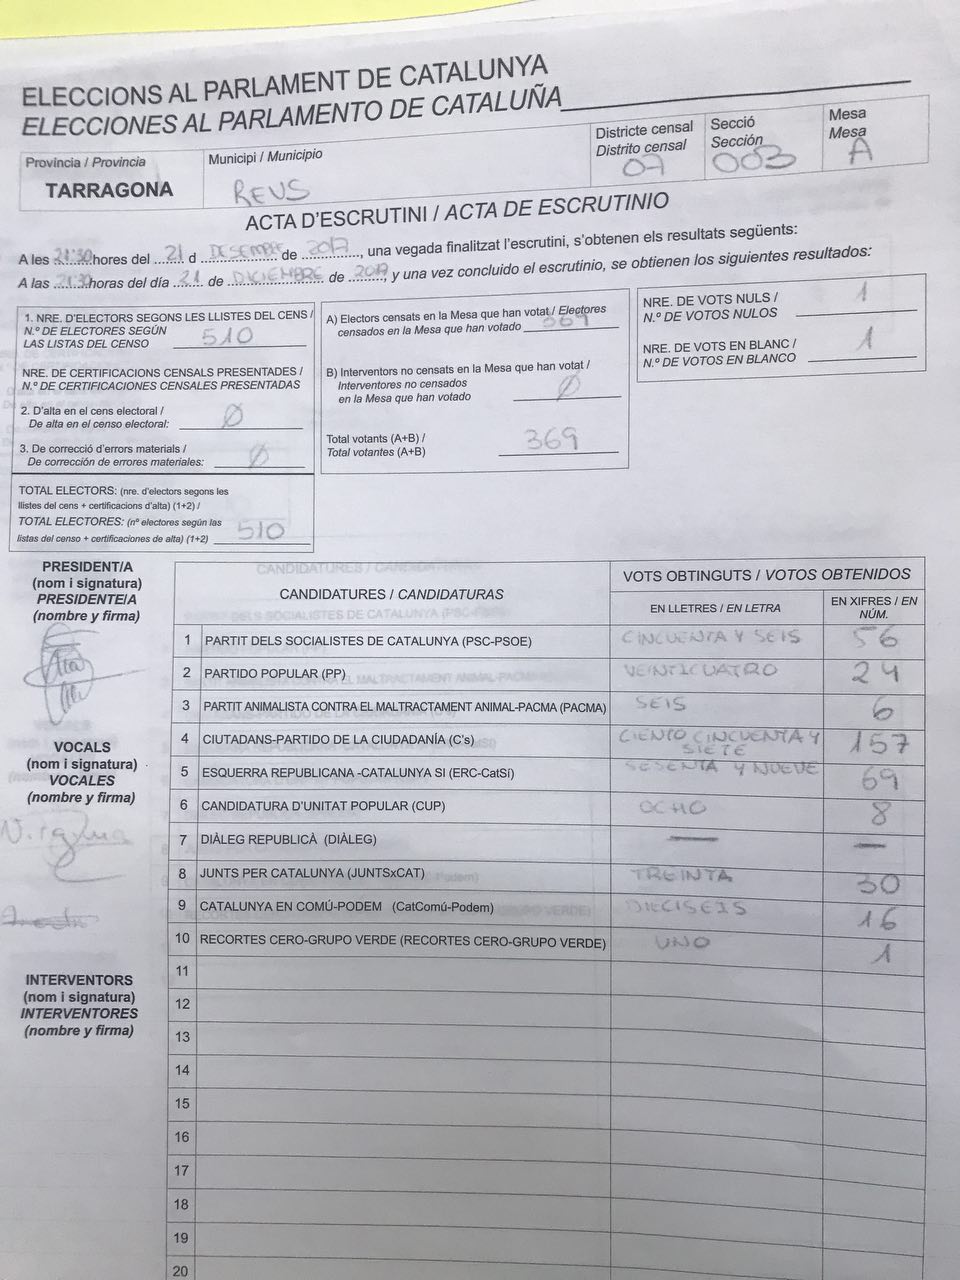 ELECCIONS AL PARLAMENT DE CATALUNYA
ELECCIONES AL PARLAMENTO DE CATALUÑA
Provincia / Provincia
TARRAGONA
Municipi / Municipio
REUS
Districte censal
Distrito censal
07
Secció
Sección
003
Mesa
Mesa
A
ACTA D'ESCRUTINI / ACTA DE ESCRUTINIO
A les 21:30 hores del 21 d DESEMBRE de 2017, una vegada finalitzat l'escrutini, s'obtenen els resultats següents:
A las 21:30 horas del día 21 de DICIEMBRE de 2017, y una vez concluido el escrutinio, se obtienen los siguientes resultados:
1. NRE. D'ELECTORS SEGONS LES LLISTES DEL CENS /
N.º DE ELECTORES SEGÚN
LAS LISTAS DEL CENSO 510
NRE. DE CERTIFICACIONS CENSALS PRESENTADES /
N.º DE CERTIFICACIONES CENSALES PRESENTADAS
2. D'alta en el cens electoral /
De alta en el censo electoral: Ø
3. De correcció d'errors materials /
De corrección de errores materiales: Ø
TOTAL ELECTORS: (nre. d'electors segons les
llistes del cens + certificacions d'alta) (1+2) /
TOTAL ELECTORES: (nº electores según las
listas del censo + certificaciones de alta) (1+2) 510
A) Electors censats en la Mesa que han votat / Electores
censados en la Mesa que han votado 369
B) Interventors no censats en la Mesa que han votat /
Interventores no censados
en la Mesa que han votado Ø
Total votants (A+B) /
Total votantes (A+B) 369
NRE. DE VOTS NULS /
N.º DE VOTOS NULOS 1
NRE. DE VOTS EN BLANC /
N.º DE VOTOS EN BLANCO 1
PRESIDENT/A
(nom i signatura)
PRESIDENTE/A
(nombre y firma)
VOCALS
(nom i signatura)
VOCALES
(nombre y firma)
INTERVENTORS
(nom i signatura)
INTERVENTORES
(nombre y firma)
CANDIDATURES / CANDIDATURAS
VOTS OBTINGUTS / VOTOS OBTENIDOS
EN LLETRES / EN LETRA
EN XIFRES / EN
NÚM.
1 PARTIT DELS SOCIALISTES DE CATALUNYA (PSC-PSOE) CINCUENTA Y SEIS 56
2 PARTIDO POPULAR (PP) VEINTICUATRO 24
3 PARTIT ANIMALISTA CONTRA EL MALTRACTAMENT ANIMAL-PACMA (PACMA) SEIS 6
4 CIUTADANS-PARTIDO DE LA CIUDADANÍA (C's) CIENTO CINCUENTA Y
SIETE 157
5 ESQUERRA REPUBLICANA -CATALUNYA SI (ERC-CatSí) SESENTA Y NUEVE 69
6 CANDIDATURA D'UNITAT POPULAR (CUP) OCHO 8
7 DIÀLEG REPUBLICÀ (DIÀLEG) — —
8 JUNTS PER CATALUNYA (JUNTSxCAT) TREINTA 30
9 CATALUNYA EN COMÚ-PODEM (CatComú-Podem) DIECISEIS 16
10 RECORTES CERO-GRUPO VERDE (RECORTES CERO-GRUPO VERDE) UNO 1
11
12
13
14
15
16
17
18
19
20